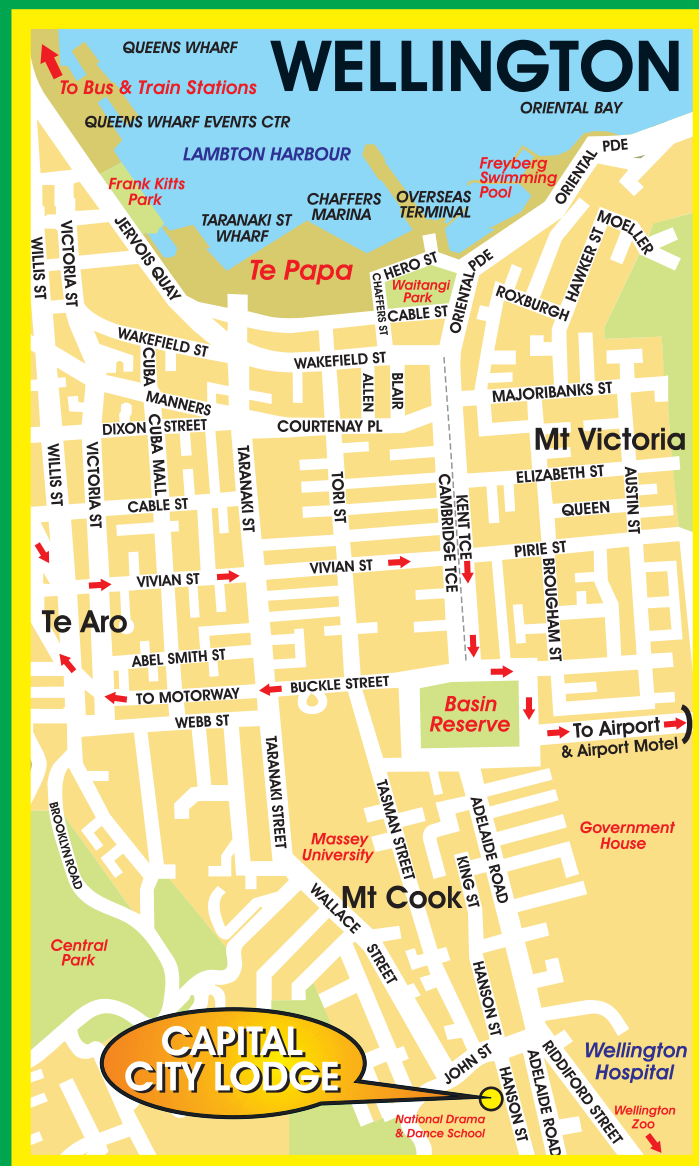 QUEENS WHARF
WELLINGTON
To Bus & Train Stations
ORIENTAL BAY
QUEENS WHARF EVENTS CTR
LAMBTON HARBOUR
ORIENTAL PDE
Freyberg
Swimming
Pool
Frank Kitts
Park
CHAFFERS
MARINA
OVERSEAS
TERMINAL
TARANAKI ST
WHARF
JERVOIS QUAY
WILLIS ST
VICTORIA ST
MOELLER
HAWKER ST
Te Papa
HERO ST
ORIENTAL PDE
CHAFFERS ST
Waitangi
Park
CABLE ST
ROXBURGH
WAKEFIELD ST
WAKEFIELD ST
CUBA
ALLEN
BLAIR
MAJORIBANKS ST
MANNERS
DIXON STREET
COURTENAY PL
Mt Victoria
CUBA MALL
WILLIS ST
VICTORIA ST
TARANAKI ST
TORI ST
CAMBRIDGE TCE
KENT TCE
ELIZABETH ST
AUSTIN ST
CABLE ST
QUEEN
PIRIE ST
VIVIAN ST
VIVIAN ST
BROUGHAM ST
Te Aro
ABEL SMITH ST
TO MOTORWAY
BUCKLE STREET
WEBB ST
Basin
Reserve
To Airport
& Airport Motel
TARANAKI STREET
BROOKLYN ROAD
TASMAN STREET
ADELAIDE ROAD
Massey
University
Government
House
KING ST
Mt Cook
WALLACE
STREET
Central
Park
HANSON ST
CAPITAL
CITY LODGE
JOHN ST
RIDDIFORD STREET
Wellington
Hospital
HANSON ST
ADELAIDE ROAD
National Drama
& Dance School
Wellington
Zoo